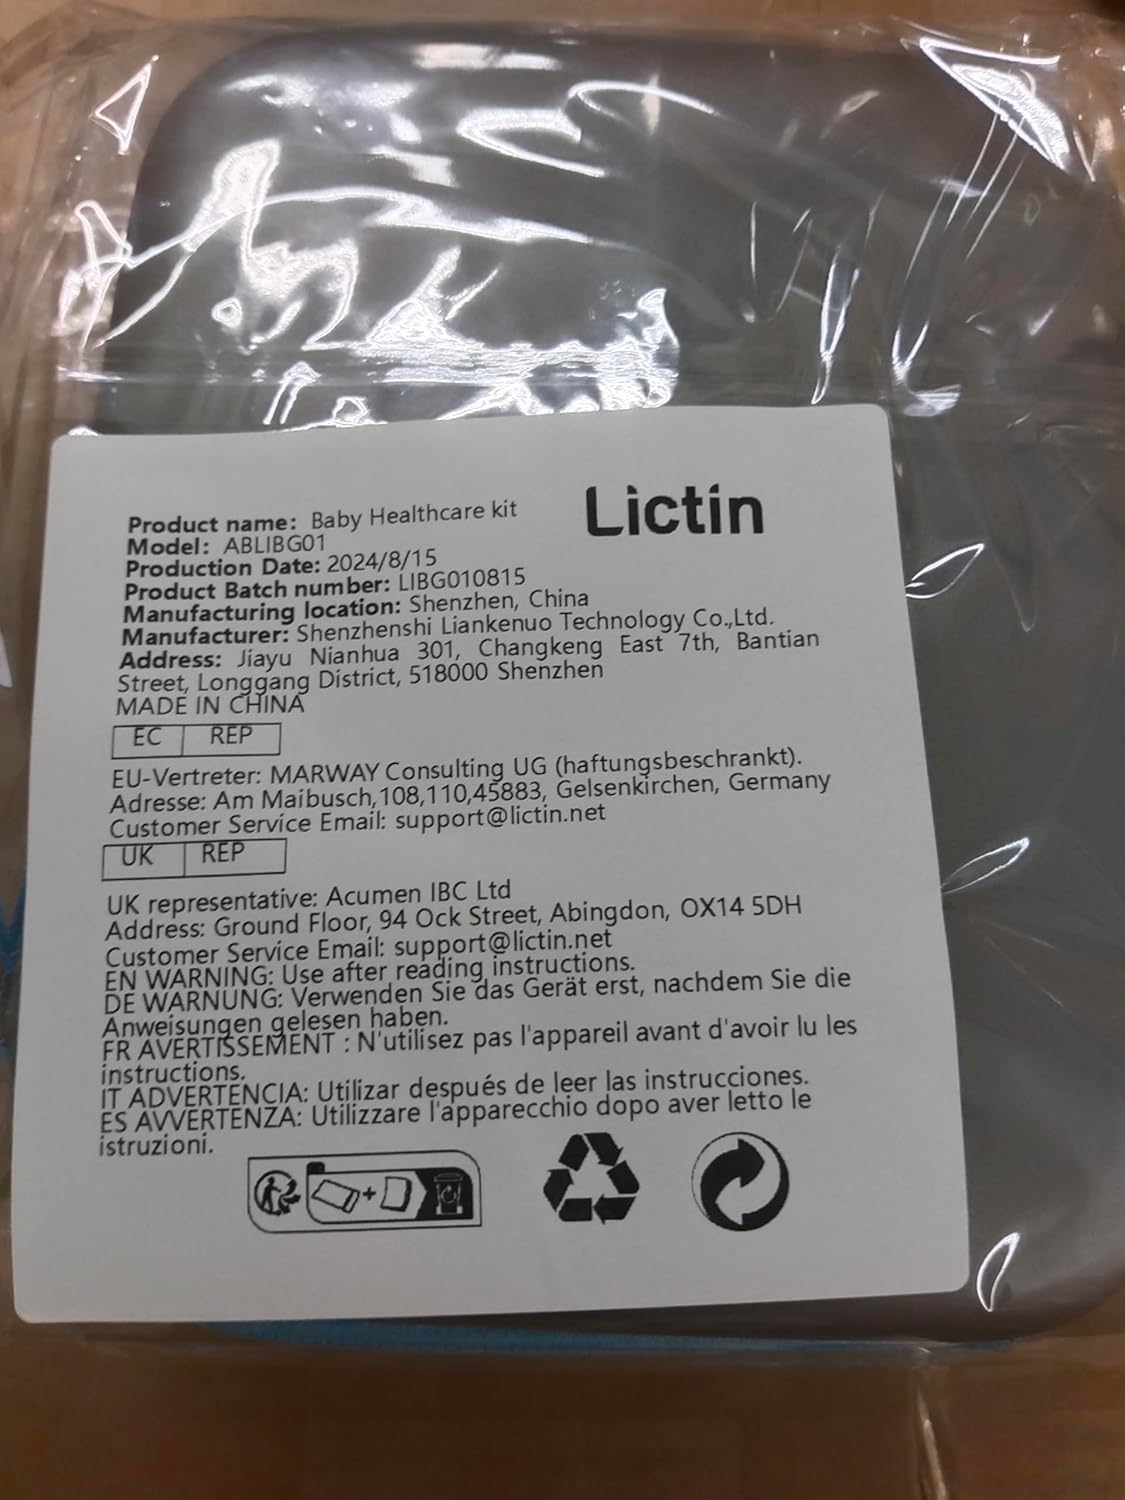 Lictin
Product name: Baby Healthcare kit
Model: ABLIBG01
Production Date: 2024/8/15
Product Batch number: LIBG010815
Manufacturing location: Shenzhen, China
Manufacturer: Shenzhenshi Liankenuo Technology Co.,Ltd.
Address: Jiayu Nianhua 301, Changkeng East 7th, Bantian
Street, Longgang District, 518000 Shenzhen
MADE IN CHINA
EC REP
EU-Vertreter: MARWAY Consulting UG (haftungsbeschrankt).
Adresse: Am Maibusch,108,110,45883, Gelsenkirchen, Germany
Customer Service Email: support@lictin.net
UK REP
UK representative: Acumen IBC Ltd
Address: Ground Floor, 94 Ock Street, Abingdon, OX14 5DH
Customer Service Email: support@lictin.net
EN WARNING: Use after reading instructions.
DE WARNUNG: Verwenden Sie das Gerät erst, nachdem Sie die
Anweisungen gelesen haben.
FR AVERTISSEMENT : N'utilisez pas l'appareil avant d'avoir lu les
instructions.
IT ADVERTENCIA: Utilizar después de leer las instrucciones.
ES AVVERTENZA: Utilizzare l'apparecchio dopo aver letto le
istruzioni.